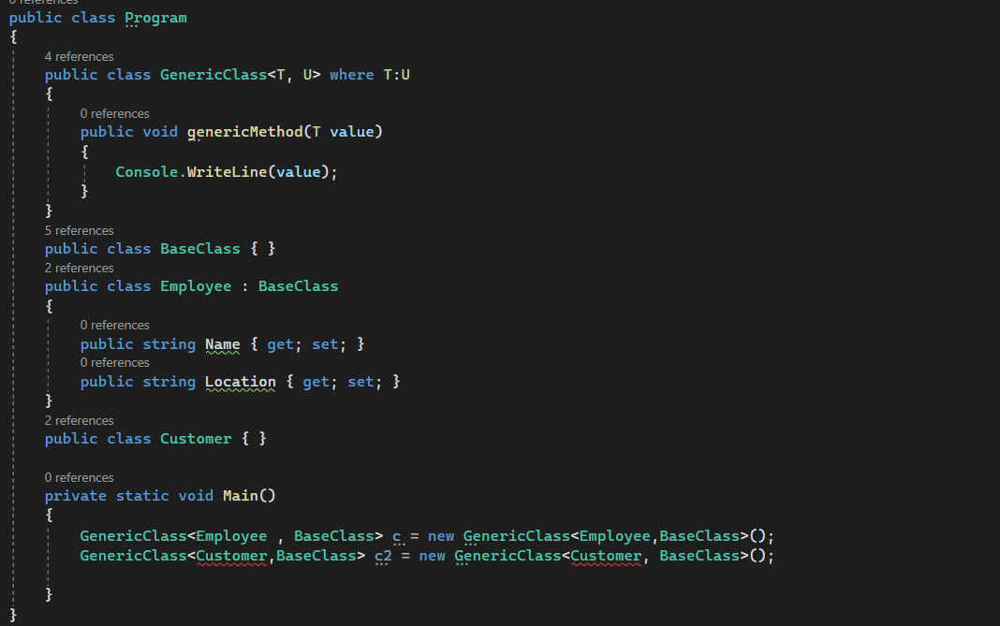 0 references
public class Program
{
4 references
public class GenericClass<T, U> where T:U
{
0 references
public void genericMethod(T value)
{
Console.WriteLine(value);
}
}
5 references
public class BaseClass { }
2 references
public class Employee : BaseClass
{
0 references
public string Name { get; set; }
0 references
public string Location { get; set; }
}
2 references
public class Customer { }
0 references
private static void Main()
{
GenericClass<Employee , BaseClass> c = new GenericClass<Employee,BaseClass>();
GenericClass<Customer,BaseClass> c2 = new GenericClass<Customer, BaseClass>();
}
}